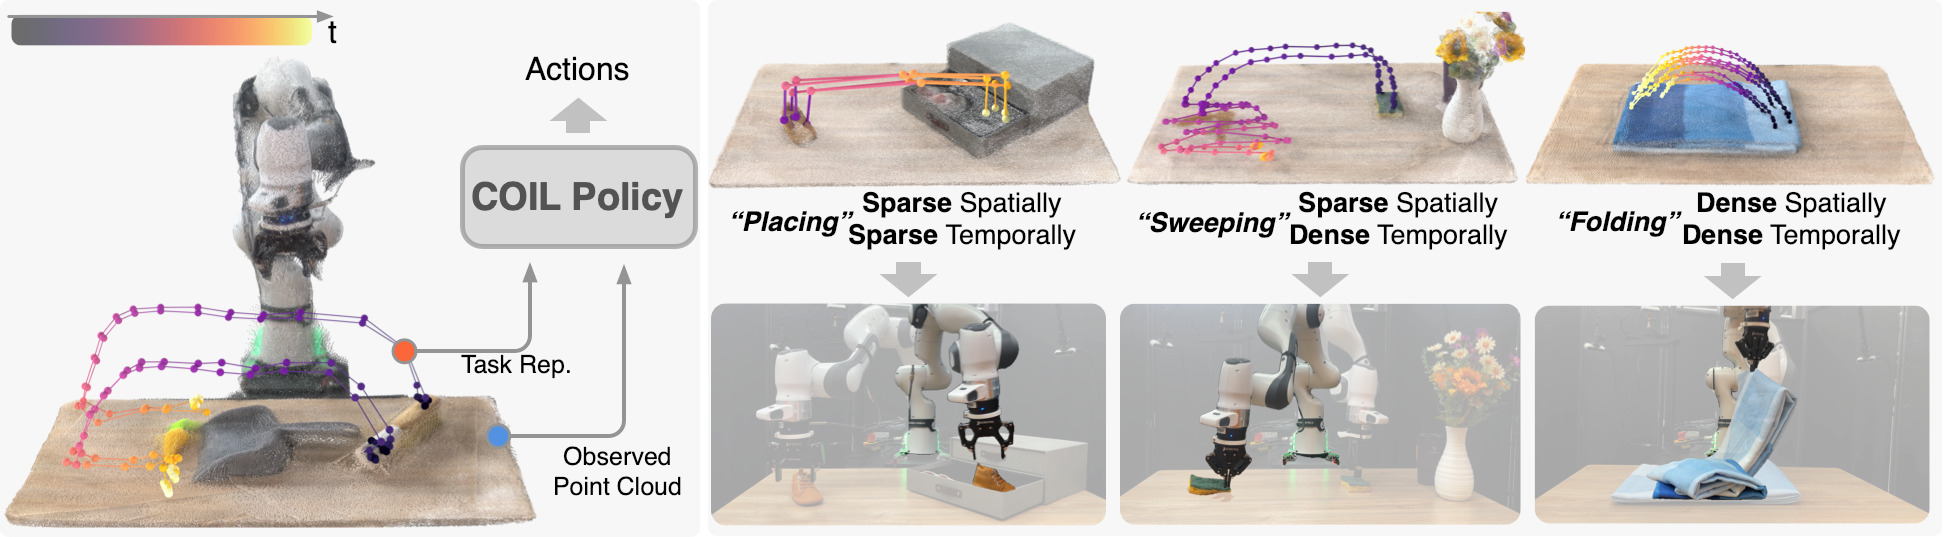 t
Actions
COIL Policy
Task Rep.
Observed
Point Cloud
“Placing”
Sparse Spatially
Sparse Temporally
“Sweeping”
Sparse Spatially
Dense Temporally
“Folding”
Dense Spatially
Dense Temporally